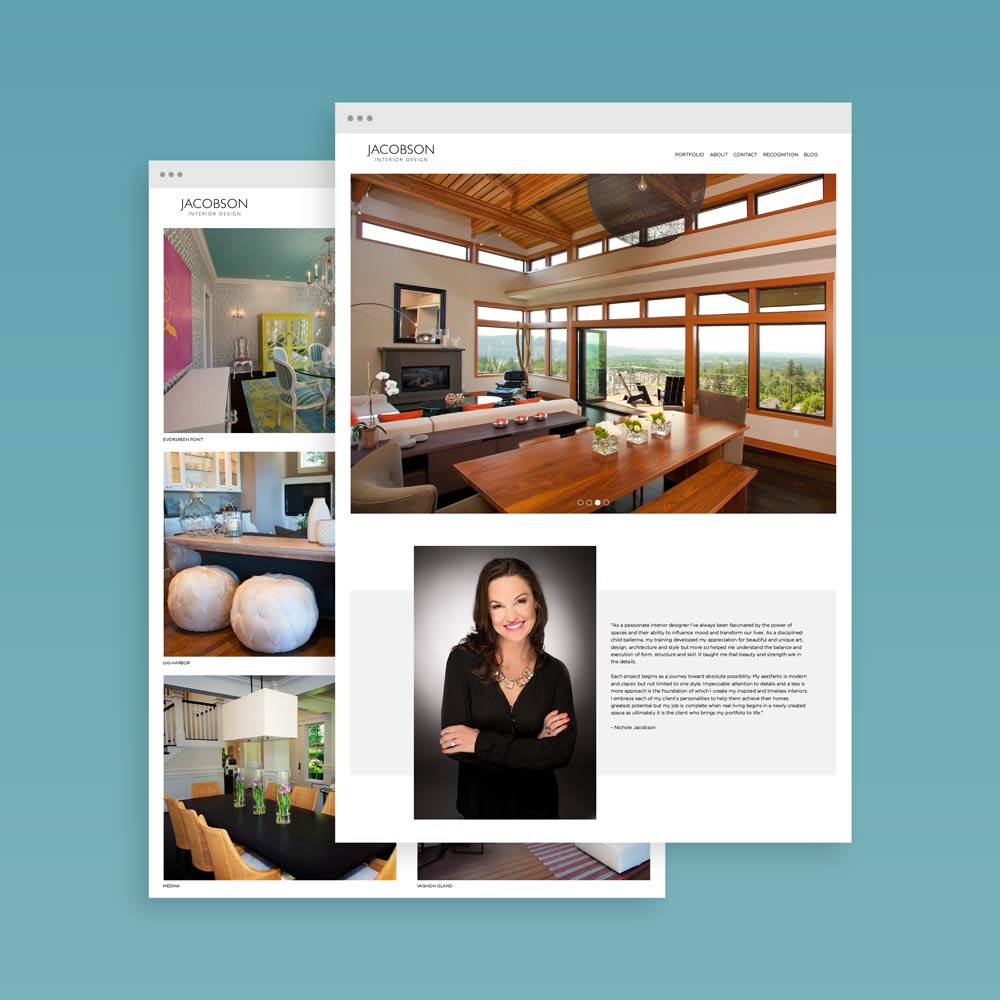 JACOBSON
INTERIOR DESIGN
PORTFOLIO ABOUT CONTACT RECOGNITION BLOG
"As a passionate interior designer I've always been fascinated by the power of
spaces and their ability to influence mood and transform our lives. As a disciplined
child ballerina, my training developed my appreciation for beautiful and unique art,
design, architecture and style but more so helped me understand the balance and
execution of form, structure and skill. It taught me that beauty and strength are in
the details.
Each project begins as a journey toward absolute possibility. My aesthetic is modern
and classic but not limited to one style. Impeccable attention to details and a less is
more approach is the foundation of which I create my inspired and timeless interiors.
I embrace each of my client's personalities to help them achieve their homes
greatest potential but my job is complete when real living begins in a newly created
space as ultimately it is the client who brings my portfolio to life."
- Nichole Jacobson
JACOBSON
INTERIOR DESIGN
EVERGREEN POINT
GIG HARBOR
MEDINA
VASHON ISLAND